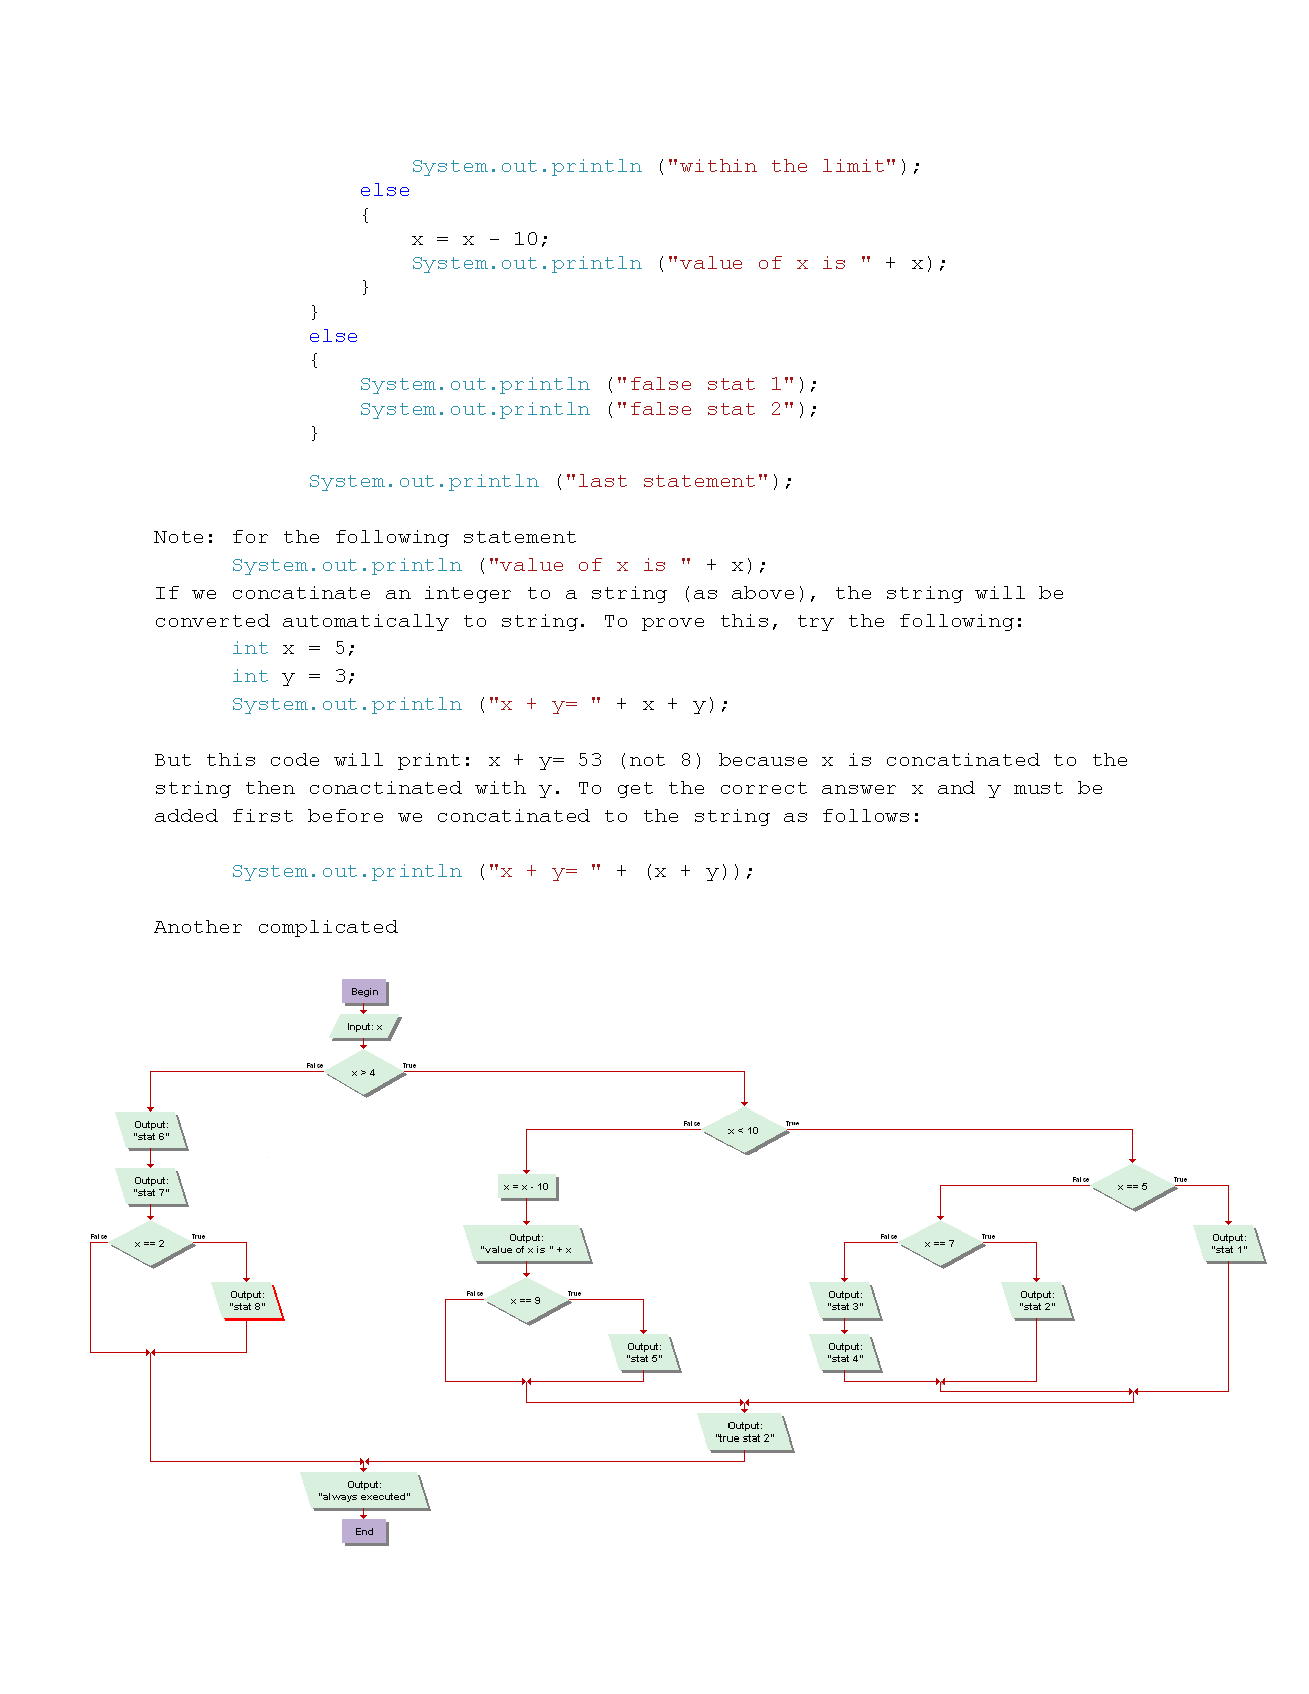 System.out.println ("within the limit");
else
{
x = x - 10;
System.out.println ("value of x is " + x);
}
}
else
{
System.out.println ("false stat 1");
System.out.println ("false stat 2");
}
System.out.println ("last statement");
Note: for the following statement
System.out.println ("value of x is " + x);
If we concatinate an integer to a string (as above), the string will be
converted automatically to string. To prove this, try the following:
int x = 5;
int y = 3;
System.out.println ("x + y= " + x + y);
But this code will print: x + y= 53 (not 8) because x is concatinated to the
string then conactinated with y. To get the correct answer x and y must be
added first before we concatinated to the string as follows:
System.out.println ("x + y= " + (x + y));
Another complicated
Begin
Input: x
False
True
x > 4
Output:
"stat 6"
False
True
x < 10
Output:
"stat 7"
x = x - 10
False
True
x == 5
False
True
x == 2
Output:
"value of x is " + x
False
True
x == 7
Output:
"stat 1"
Output:
"stat 8"
False
True
x == 9
Output:
"stat 3"
Output:
"stat 2"
Output:
"stat 5"
Output:
"stat 4"
Output:
"true stat 2"
Output:
"always executed"
End